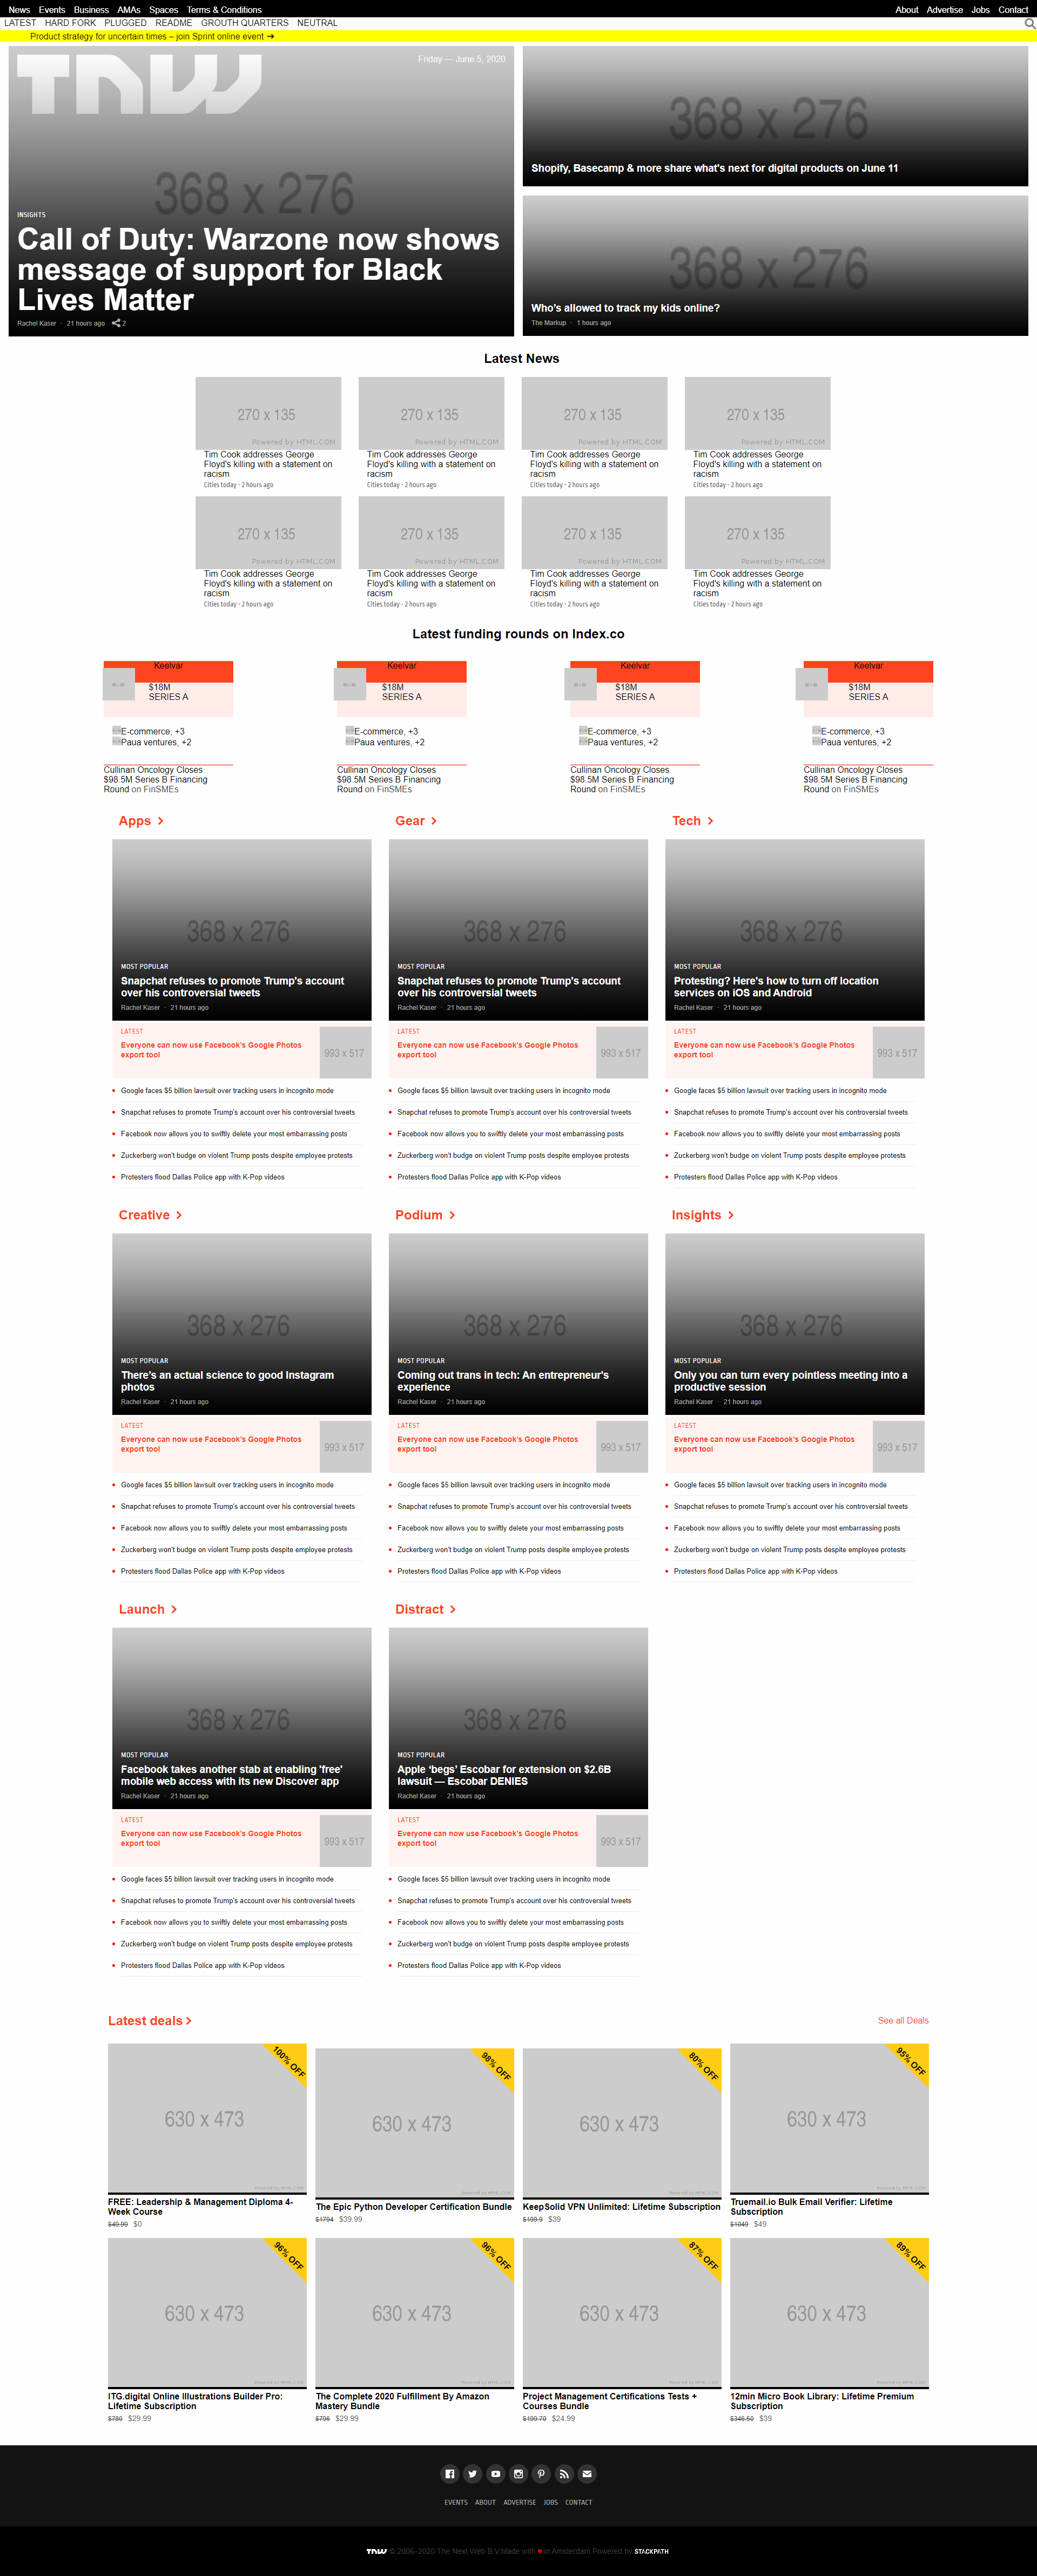 News Events Business AMAs Spaces Terms & Conditions About Advertise Jobs Contact
LATEST HARD FORK PLUGGED README GROUTH QUARTERS NEUTRAL
Product strategy for uncertain times – join Sprint online event ➔
TNW
Friday — June 5, 2020
368 x 276
INSIGHTS
Call of Duty: Warzone now shows
message of support for Black
Lives Matter
Rachel Kaser · 21 hours ago 2
368 x 276
Shopify, Basecamp & more share what's next for digital products on June 11
368 x 276
Who's allowed to track my kids online?
The Markup · 1 hours ago
Latest News
270 x 135 270 x 135 270 x 135 270 x 135
Powered by HTML.COM Powered by HTML.COM Powered by HTML.COM Powered by HTML.COM
Tim Cook addresses George Tim Cook addresses George Tim Cook addresses George Tim Cook addresses George
Floyd's killing with a statement on Floyd's killing with a statement on Floyd's killing with a statement on Floyd's killing with a statement on
racism racism racism racism
Cities today - 2 hours ago Cities today - 2 hours ago Cities today - 2 hours ago Cities today - 2 hours ago
270 x 135 270 x 135 270 x 135 270 x 135
Powered by HTML.COM Powered by HTML.COM Powered by HTML.COM Powered by HTML.COM
Tim Cook addresses George Tim Cook addresses George Tim Cook addresses George Tim Cook addresses George
Floyd's killing with a statement on Floyd's killing with a statement on Floyd's killing with a statement on Floyd's killing with a statement on
racism racism racism racism
Cities today - 2 hours ago Cities today - 2 hours ago Cities today - 2 hours ago Cities today - 2 hours ago
Latest funding rounds on Index.co
Keelvar Keelvar Keelvar Keelvar
$18M $18M $18M $18M
SERIES A SERIES A SERIES A SERIES A
E-commerce, +3 E-commerce, +3 E-commerce, +3 E-commerce, +3
Paua ventures, +2 Paua ventures, +2 Paua ventures, +2 Paua ventures, +2
Cullinan Oncology Closes Cullinan Oncology Closes Cullinan Oncology Closes Cullinan Oncology Closes
$98.5M Series B Financing $98.5M Series B Financing $98.5M Series B Financing $98.5M Series B Financing
Round on FinSMEs Round on FinSMEs Round on FinSMEs Round on FinSMEs
Apps Gear Tech
368 x 276 368 x 276 368 x 276
MOST POPULAR MOST POPULAR MOST POPULAR
Snapchat refuses to promote Trump's account Snapchat refuses to promote Trump's account Protesting? Here's how to turn off location
over his controversial tweets over his controversial tweets services on iOS and Android
Rachel Kaser · 21 hours ago Rachel Kaser · 21 hours ago Rachel Kaser · 21 hours ago
LATEST LATEST LATEST
Everyone can now use Facebook's Google Photos Everyone can now use Facebook's Google Photos Everyone can now use Facebook's Google Photos
export tool export tool export tool
993 x 517 993 x 517 993 x 517
Google faces $5 billion lawsuit over tracking users in incognito mode Google faces $5 billion lawsuit over tracking users in incognito mode Google faces $5 billion lawsuit over tracking users in incognito mode
Snapchat refuses to promote Trump's account over his controversial tweets Snapchat refuses to promote Trump's account over his controversial tweets Snapchat refuses to promote Trump's account over his controversial tweets
Facebook now allows you to swiftly delete your most embarrassing posts Facebook now allows you to swiftly delete your most embarrassing posts Facebook now allows you to swiftly delete your most embarrassing posts
Zuckerberg won't budge on violent Trump posts despite employee protests Zuckerberg won't budge on violent Trump posts despite employee protests Zuckerberg won't budge on violent Trump posts despite employee protests
Protesters flood Dallas Police app with K-Pop videos Protesters flood Dallas Police app with K-Pop videos Protesters flood Dallas Police app with K-Pop videos
Creative Podium Insights
368 x 276 368 x 276 368 x 276
MOST POPULAR MOST POPULAR MOST POPULAR
There's an actual science to good Instagram Coming out trans in tech: An entrepreneur's Only you can turn every pointless meeting into a
photos experience productive session
Rachel Kaser · 21 hours ago Rachel Kaser · 21 hours ago Rachel Kaser · 21 hours ago
LATEST LATEST LATEST
Everyone can now use Facebook's Google Photos Everyone can now use Facebook's Google Photos Everyone can now use Facebook's Google Photos
export tool export tool export tool
993 x 517 993 x 517 993 x 517
Google faces $5 billion lawsuit over tracking users in incognito mode Google faces $5 billion lawsuit over tracking users in incognito mode Google faces $5 billion lawsuit over tracking users in incognito mode
Snapchat refuses to promote Trump's account over his controversial tweets Snapchat refuses to promote Trump's account over his controversial tweets Snapchat refuses to promote Trump's account over his controversial tweets
Facebook now allows you to swiftly delete your most embarrassing posts Facebook now allows you to swiftly delete your most embarrassing posts Facebook now allows you to swiftly delete your most embarrassing posts
Zuckerberg won't budge on violent Trump posts despite employee protests Zuckerberg won't budge on violent Trump posts despite employee protests Zuckerberg won't budge on violent Trump posts despite employee protests
Protesters flood Dallas Police app with K-Pop videos Protesters flood Dallas Police app with K-Pop videos Protesters flood Dallas Police app with K-Pop videos
Launch Distract
368 x 276 368 x 276
MOST POPULAR MOST POPULAR
Facebook takes another stab at enabling 'free' Apple ‘begs’ Escobar for extension on $2.6B
mobile web access with its new Discover app lawsuit — Escobar DENIES
Rachel Kaser · 21 hours ago Rachel Kaser · 21 hours ago
LATEST LATEST
Everyone can now use Facebook's Google Photos Everyone can now use Facebook's Google Photos
export tool export tool
993 x 517 993 x 517
Google faces $5 billion lawsuit over tracking users in incognito mode Google faces $5 billion lawsuit over tracking users in incognito mode
Snapchat refuses to promote Trump's account over his controversial tweets Snapchat refuses to promote Trump's account over his controversial tweets
Facebook now allows you to swiftly delete your most embarrassing posts Facebook now allows you to swiftly delete your most embarrassing posts
Zuckerberg won't budge on violent Trump posts despite employee protests Zuckerberg won't budge on violent Trump posts despite employee protests
Protesters flood Dallas Police app with K-Pop videos Protesters flood Dallas Police app with K-Pop videos
Latest deals See all Deals
100% OFF 98% OFF 80% OFF 95% OFF
630 x 473 630 x 473 630 x 473 630 x 473
Powered by HTML.COM Powered by HTML.COM Powered by HTML.COM Powered by HTML.COM
FREE: Leadership & Management Diploma 4- The Epic Python Developer Certification Bundle KeepSolid VPN Unlimited: Lifetime Subscription Truemail.io Bulk Email Verifier: Lifetime
Week Course Subscription
$49.99 $0 $1794 $39.99 $199.9 $39 $1049 $49
96% OFF 96% OFF 87% OFF 89% OFF
630 x 473 630 x 473 630 x 473 630 x 473
Powered by HTML.COM Powered by HTML.COM Powered by HTML.COM Powered by HTML.COM
ITG.digital Online Illustrations Builder Pro: The Complete 2020 Fulfillment By Amazon Project Management Certifications Tests + 12min Micro Book Library: Lifetime Premium
Lifetime Subscription Mastery Bundle Courses Bundle Subscription
$780 $29.99 $796 $29.99 $199.70 $24.99 $346.50 $39
EVENTS ABOUT ADVERTISE JOBS CONTACT
TNW © 2006–2020 The Next Web B.V.Made with ♥ in Amsterdam.Powered by STACKPATH